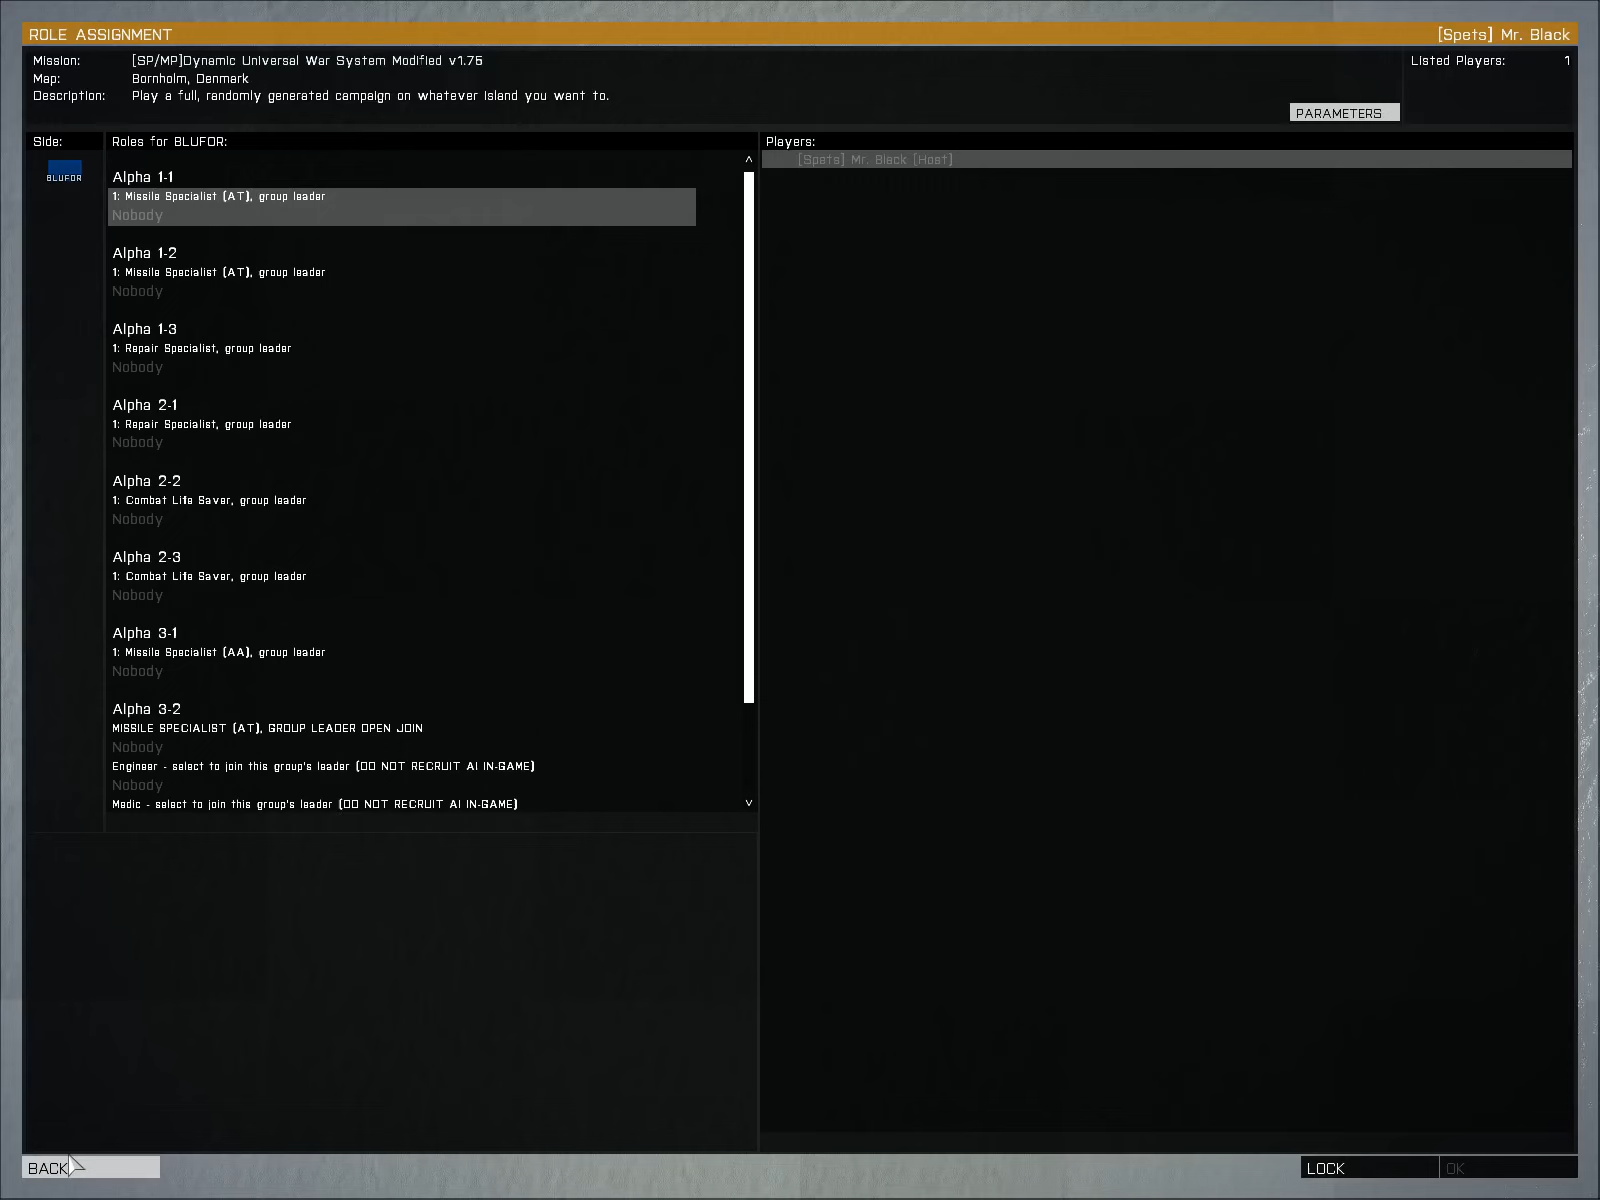 ROLE ASSIGNMENT
[Spets] Mr. Black
Mission: [SP/MP]Dynamic Universal War System Modified v1.75
Map: Bornholm, Denmark
Description: Play a full, randomly generated campaign on whatever island you want to.
Listed Players: 1
PARAMETERS
Side:
BLUFOR
Roles for BLUFOR:
Alpha 1-1
1: Missile Specialist (AT), group leader
Nobody
Alpha 1-2
1: Missile Specialist (AT), group leader
Nobody
Alpha 1-3
1: Repair Specialist, group leader
Nobody
Alpha 2-1
1: Repair Specialist, group leader
Nobody
Alpha 2-2
1: Combat Life Saver, group leader
Nobody
Alpha 2-3
1: Combat Life Saver, group leader
Nobody
Alpha 3-1
1: Missile Specialist (AA), group leader
Nobody
Alpha 3-2
MISSILE SPECIALIST (AT), GROUP LEADER OPEN JOIN
Nobody
Engineer - select to join this group's leader (DO NOT RECRUIT AI IN-GAME)
Nobody
Medic - select to join this group's leader (DO NOT RECRUIT AI IN-GAME)
Players:
[Spets] Mr. Black [Host]
BACK
LOCK
OK